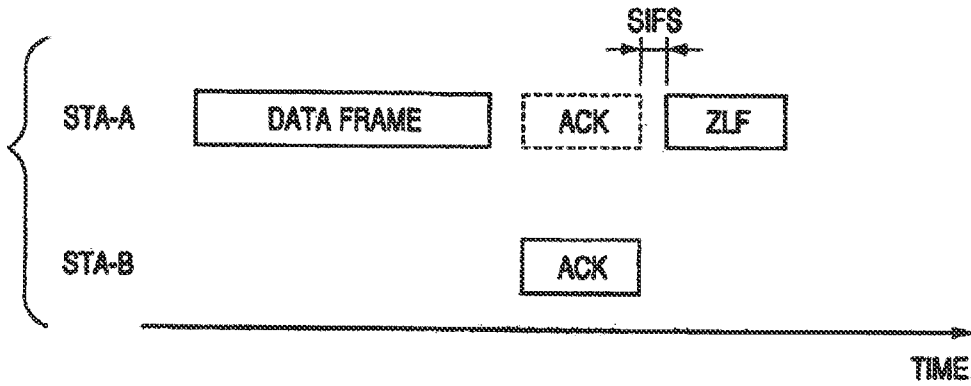 SIFS
STA-A DATA FRAME ACK ZLF
STA-B ACK
TIME